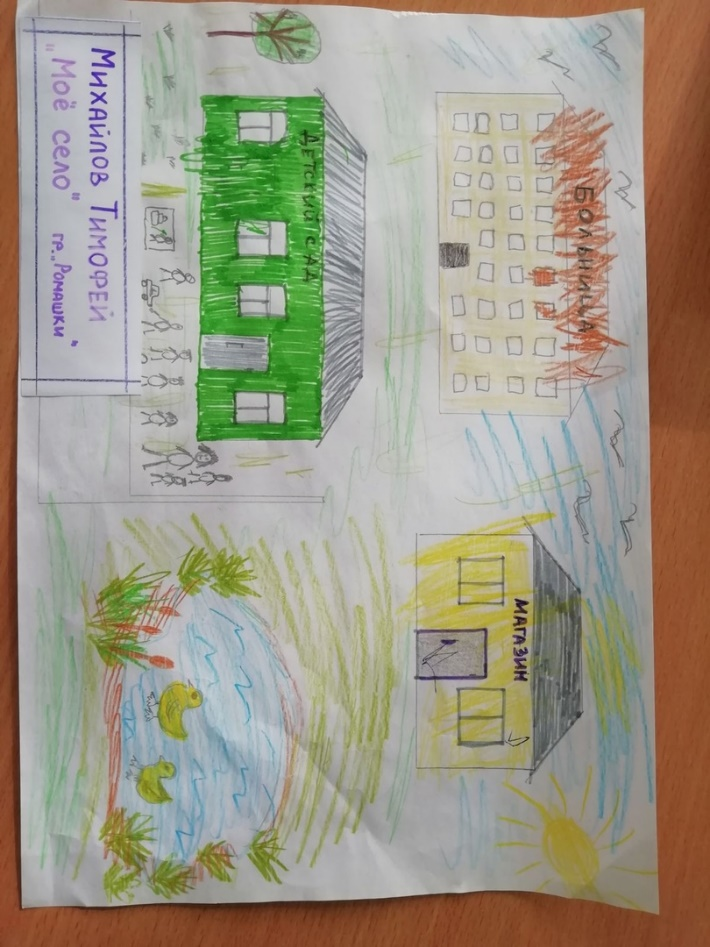 БОЛЬНИЦА
ДЕТСКИЙ САД
МАГАЗИН
МИХАЙЛОВ ТИМОФЕЙ
„МОЁ СЕЛО" ГР. „РОМАШКИ"